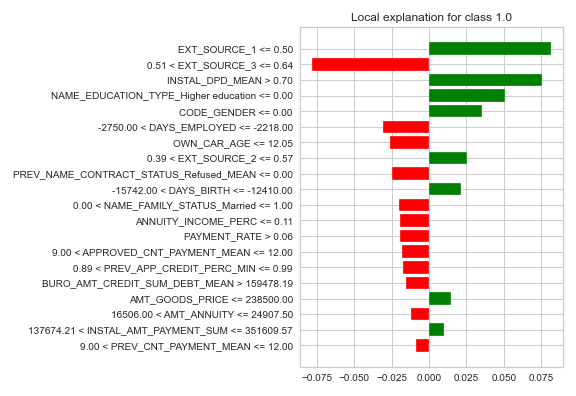 Local explanation for class 1.0
EXT_SOURCE_1 <= 0.50
0.51 < EXT_SOURCE_3 <= 0.64
INSTAL_DPD_MEAN > 0.70
NAME_EDUCATION_TYPE_Higher education <= 0.00
CODE_GENDER <= 0.00
-2750.00 < DAYS_EMPLOYED <= -2218.00
OWN_CAR_AGE <= 12.05
0.39 < EXT_SOURCE_2 <= 0.57
PREV_NAME_CONTRACT_STATUS_Refused_MEAN <= 0.00
-15742.00 < DAYS_BIRTH <= -12410.00
0.00 < NAME_FAMILY_STATUS_Married <= 1.00
ANNUITY_INCOME_PERC <= 0.11
PAYMENT_RATE > 0.06
9.00 < APPROVED_CNT_PAYMENT_MEAN <= 12.00
0.89 < PREV_APP_CREDIT_PERC_MIN <= 0.99
BURO_AMT_CREDIT_SUM_DEBT_MEAN > 159478.19
AMT_GOODS_PRICE <= 238500.00
16506.00 < AMT_ANNUITY <= 24907.50
137674.21 < INSTAL_AMT_PAYMENT_SUM <= 351609.57
9.00 < PREV_CNT_PAYMENT_MEAN <= 12.00
−0.075 −0.050 −0.025 0.000 0.025 0.050 0.075